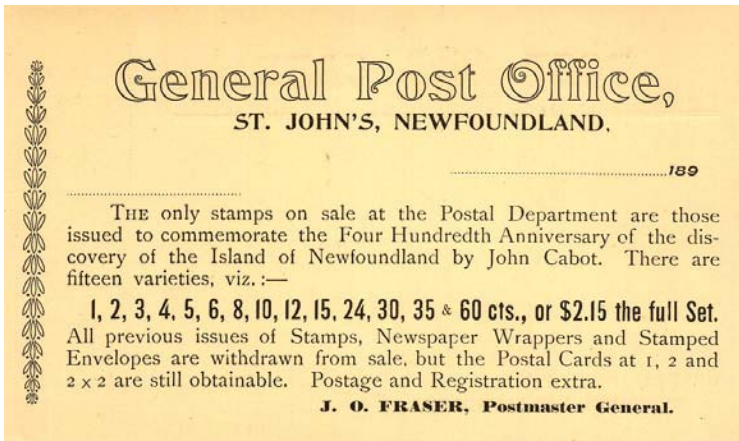 General Post Office,
ST. JOHN'S, NEWFOUNDLAND.
........................................................189
.............................................
THE only stamps on sale at the Postal Department are those
issued to commemorate the Four Hundredth Anniversary of the dis-
covery of the Island of Newfoundland by John Cabot. There are
fifteen varieties, viz. :—
1, 2, 3, 4, 5, 6, 8, 10, 12, 15, 24, 30, 35 & 60 cts., or $2.15 the full Set.
All previous issues of Stamps, Newspaper Wrappers and Stamped
Envelopes are withdrawn from sale, but the Postal Cards at 1, 2 and
2 x 2 are still obtainable. Postage and Registration extra.
J. O. FRASER, Postmaster General.